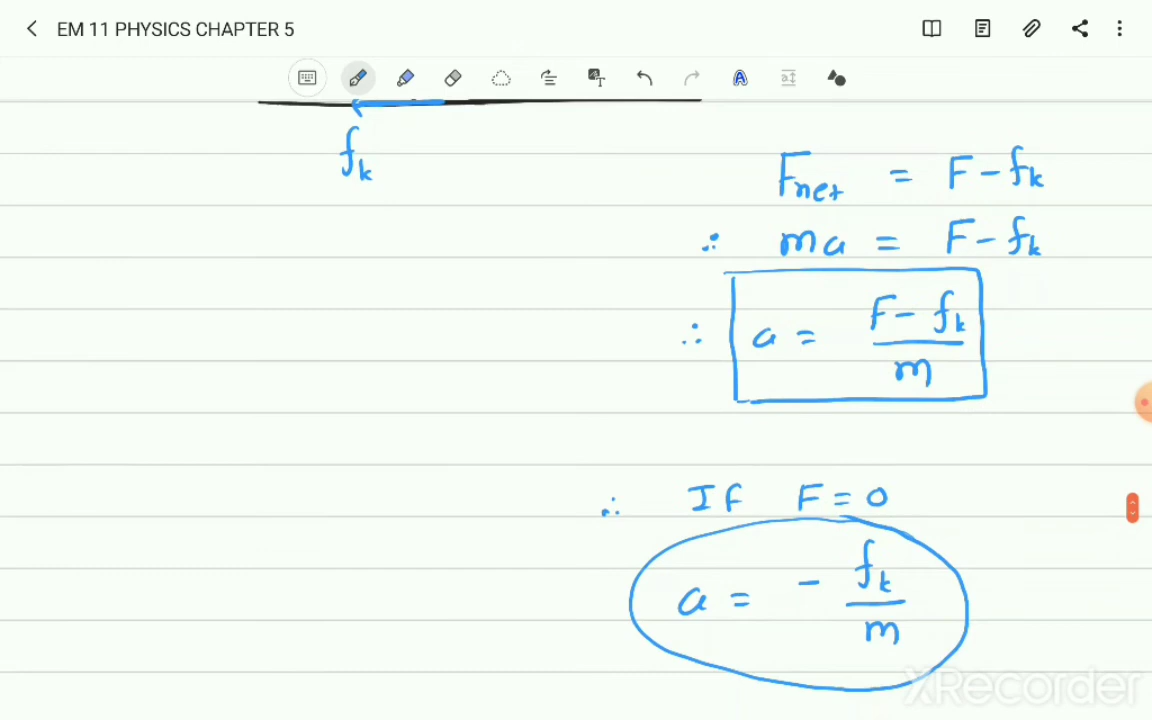 EM 11 PHYSICS CHAPTER 5
fk
Fnet = F - fk
∴ ma = F - fk
∴ a = F - fk / m
∴ If F = 0
a = - fk / m
XRecorder